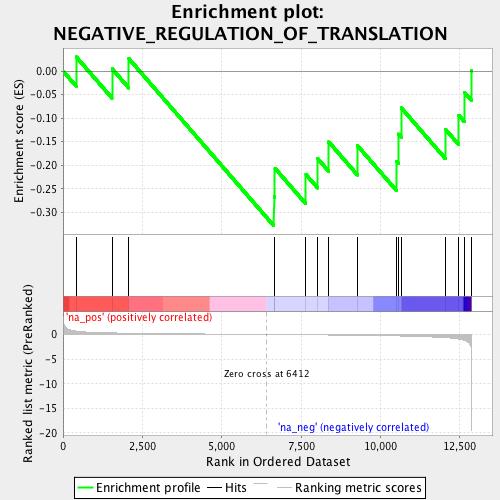 Enrichment plot:
NEGATIVE_REGULATION_OF_TRANSLATION
Enrichment score (ES)
0.00
-0.05
-0.10
-0.15
-0.20
-0.25
-0.30
'na_pos' (positively correlated)
Ranked list metric (PreRanked)
0
-5
-10
-15
-20
Zero cross at 6412
'na_neg' (negatively correlated)
0
2,500
5,000
7,500
10,000
12,500
Rank in Ordered Dataset
Enrichment profile
Hits
Ranking metric scores